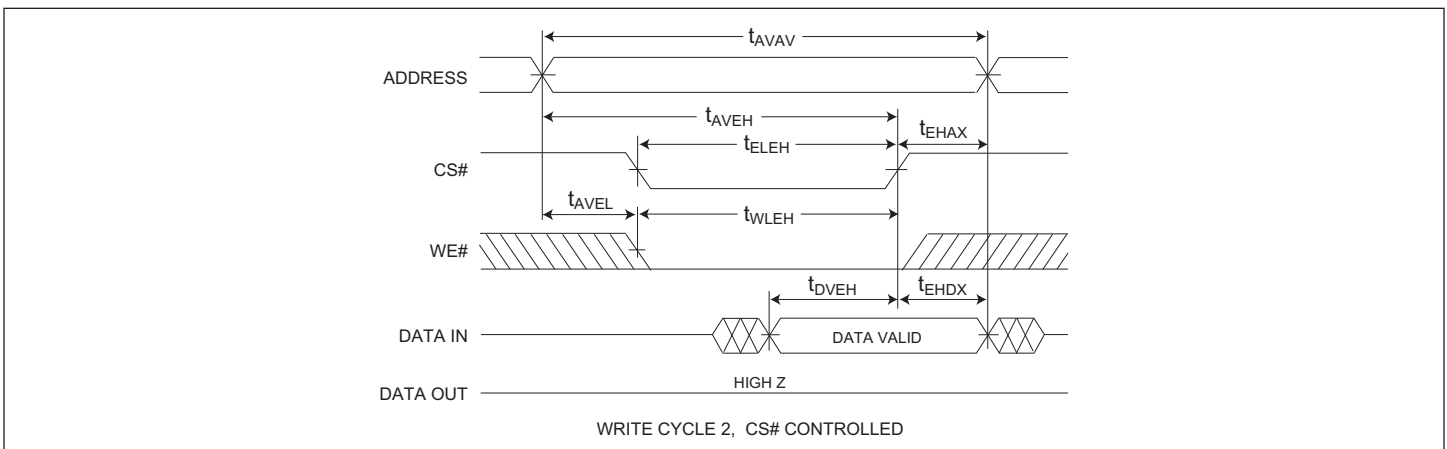 tAVAV
ADDRESS
tAVEH
tEHAX
tELEH
CS#
tAVEL
tWLEH
WE#
tDVEH
tEHDX
DATA IN
DATA VALID
HIGH Z
DATA OUT
WRITE CYCLE 2, CS# CONTROLLED